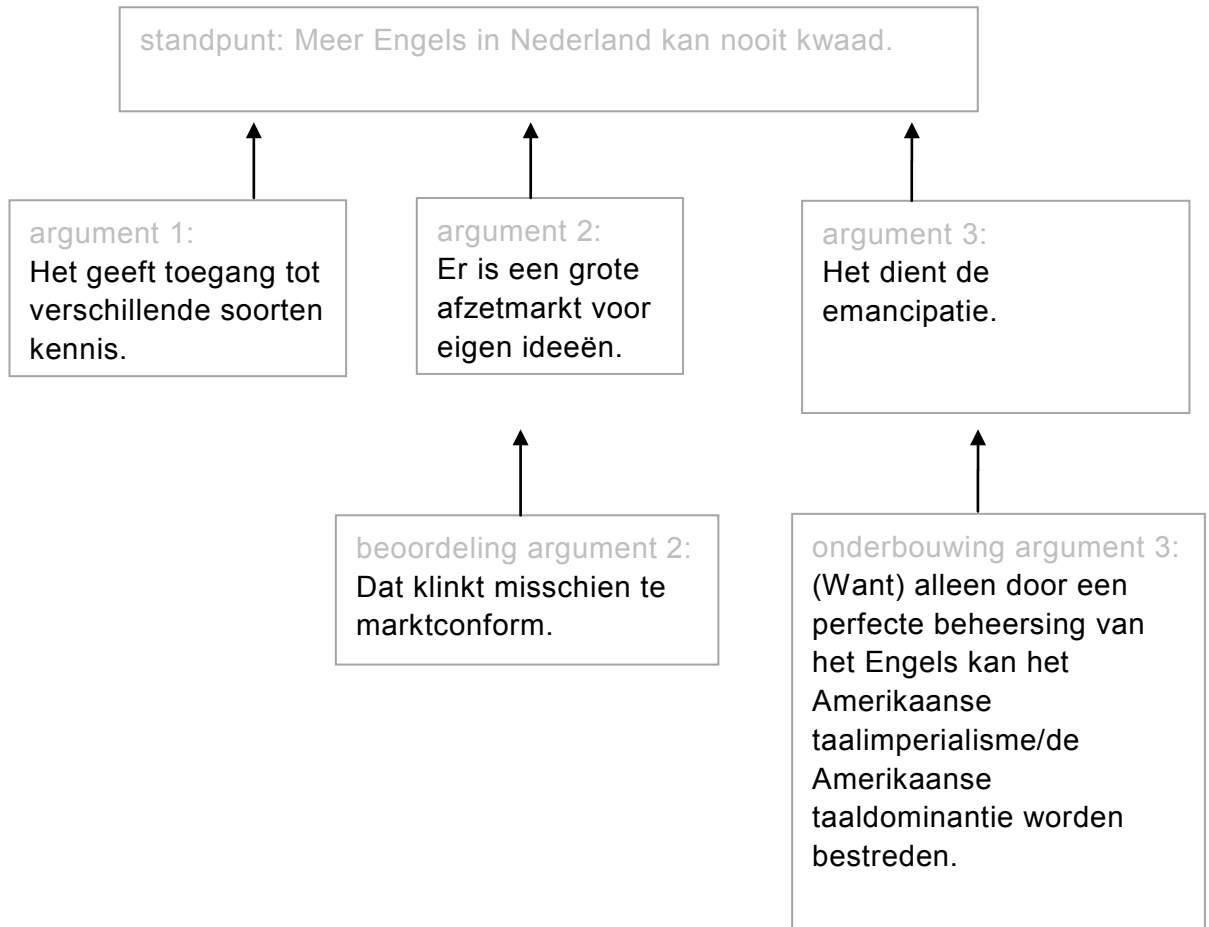 standpunt: Meer Engels in Nederland kan nooit kwaad.
argument 1:
Het geeft toegang tot
verschillende soorten
kennis.
argument 2:
Er is een grote
afzetmarkt voor
eigen ideeën.
argument 3:
Het dient de
emancipatie.
beoordeling argument 2:
Dat klinkt misschien te
marktconform.
onderbouwing argument 3:
(Want) alleen door een
perfecte beheersing van
het Engels kan het
Amerikaanse
taalimperialisme/de
Amerikaanse
taaldominantie worden
bestreden.